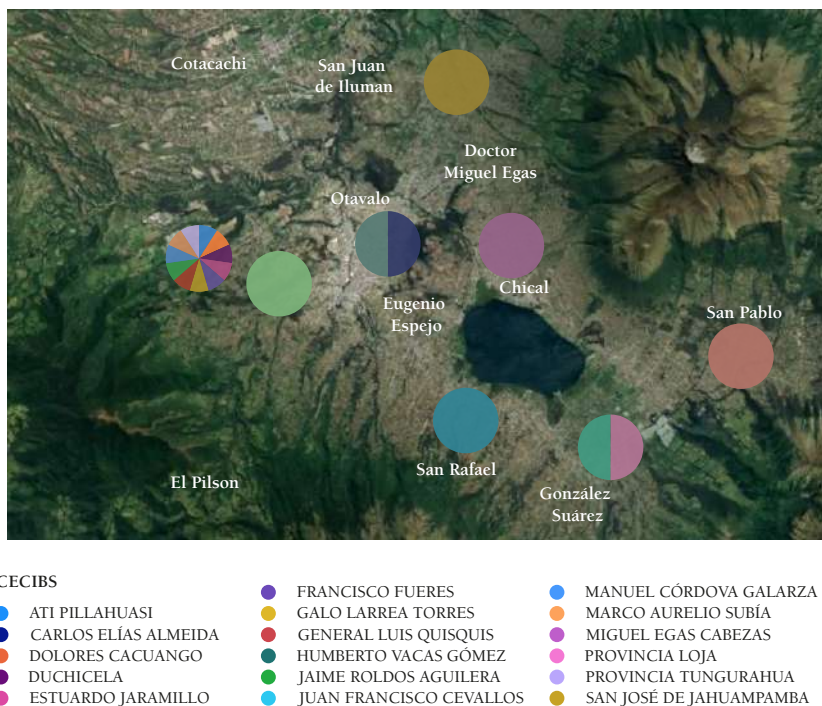 Cotacachi
San Juan
de Iluman
Doctor
Miguel Egas
Otavalo
Chical
Eugenio
Espejo
San Pablo
San Rafael
El Pilson
González
Suárez
CECIBS
ATI PILLAHUASI
CARLOS ELÍAS ALMEIDA
DOLORES CACUANGO
DUCHICELA
ESTUARDO JARAMILLO
FRANCISCO FUERES
GALO LARREA TORRES
GENERAL LUIS QUISQUIS
HUMBERTO VACAS GÓMEZ
JAIME ROLDOS AGUILERA
JUAN FRANCISCO CEVALLOS
MANUEL CÓRDOVA GALARZA
MARCO AURELIO SUBÍA
MIGUEL EGAS CABEZAS
PROVINCIA LOJA
PROVINCIA TUNGURAHUA
SAN JOSÉ DE JAHUAMPAMBA